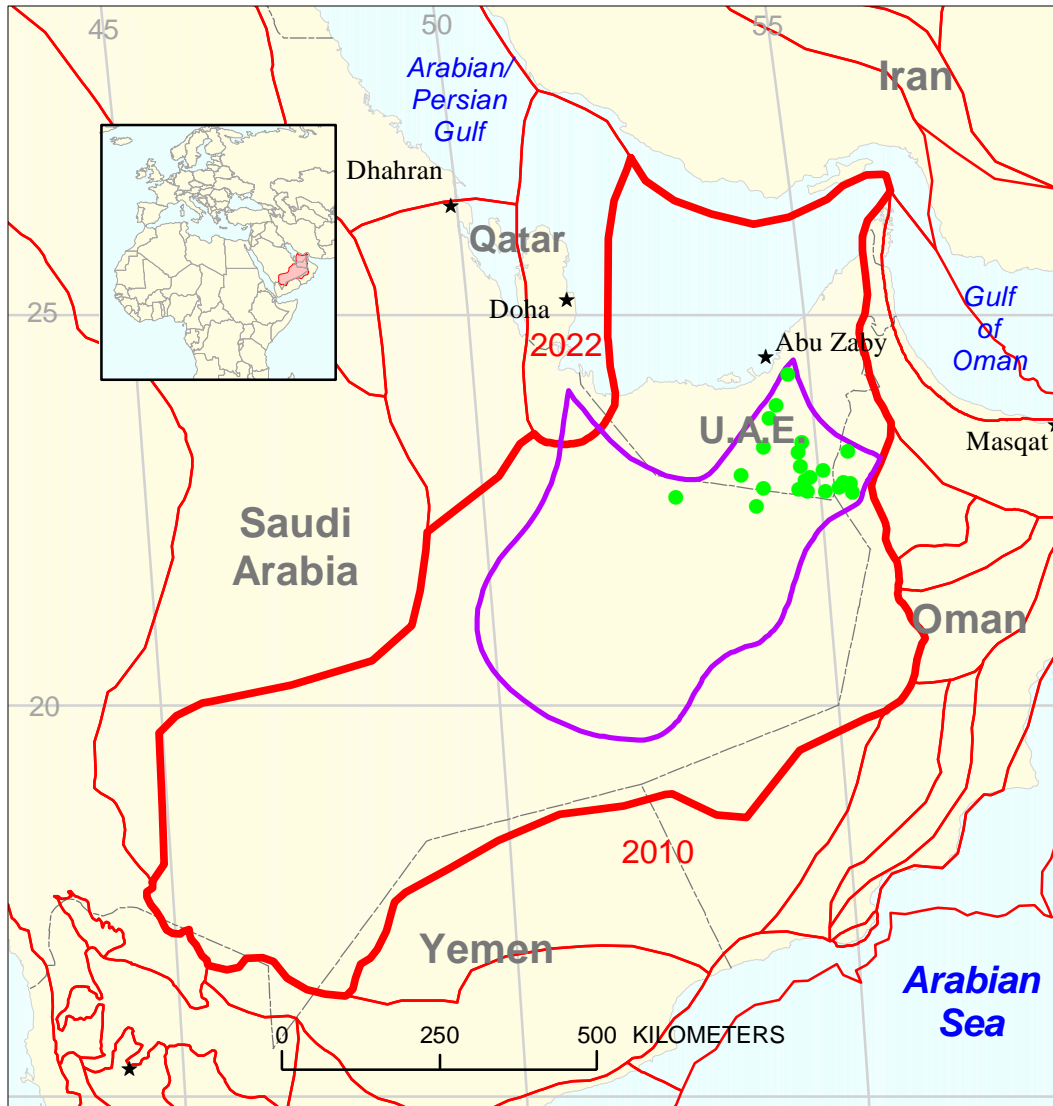 45
50
55
Arabian/
Persian
Gulf
Iran
Dhahran
Qatar
25
Doha
2022
Abu Zaby
Gulf
of
Oman
U.A.E.
Masqat
Saudi
Arabia
Oman
20
2010
Yemen
Arabian
Sea
0 250 500 KILOMETERS